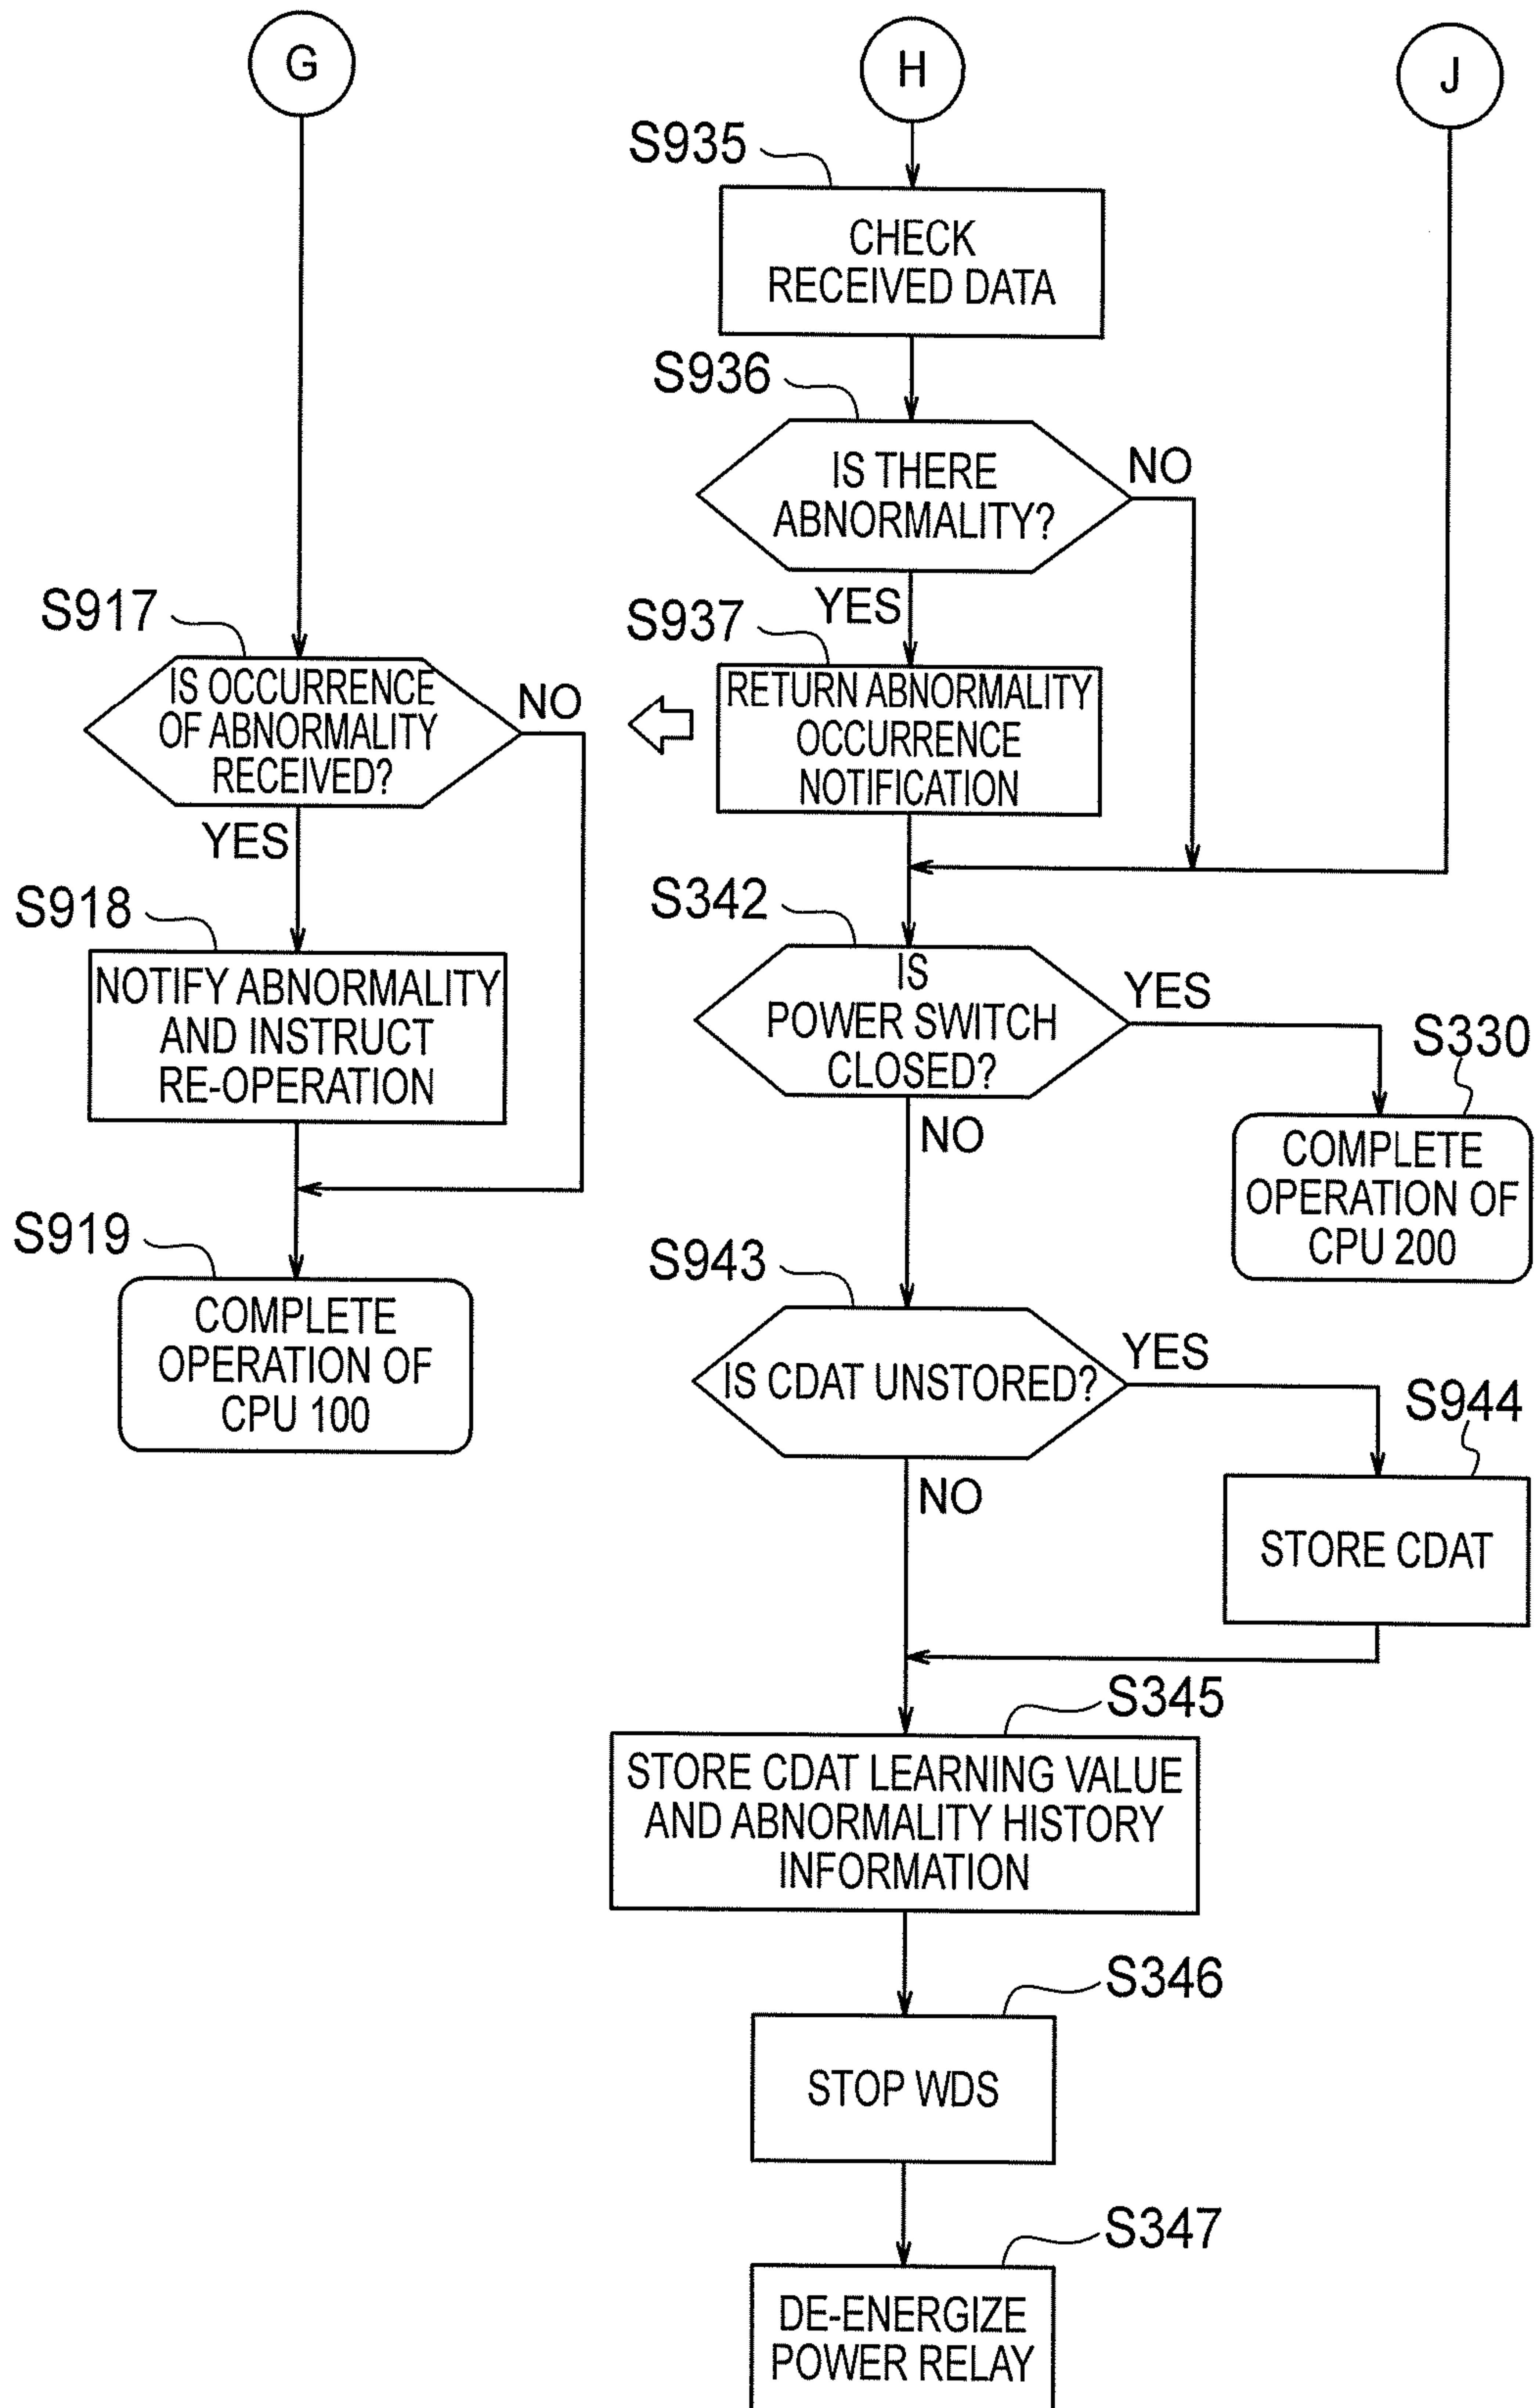 G
H
J
S935
CHECK
RECEIVED DATA
S936
IS THERE
ABNORMALITY?
NO
YES
S917
IS OCCURRENCE
OF ABNORMALITY
RECEIVED?
NO
YES
S937
RETURN ABNORMALITY
OCCURRENCE
NOTIFICATION
S918
NOTIFY ABNORMALITY
AND INSTRUCT
RE-OPERATION
S342
IS
POWER SWITCH
CLOSED?
YES
NO
S330
COMPLETE
OPERATION OF
CPU 200
S919
COMPLETE
OPERATION OF
CPU 100
S943
IS CDAT UNSTORED?
YES
NO
S944
STORE CDAT
S345
STORE CDAT LEARNING VALUE
AND ABNORMALITY HISTORY
INFORMATION
S346
STOP WDS
S347
DE-ENERGIZE
POWER RELAY